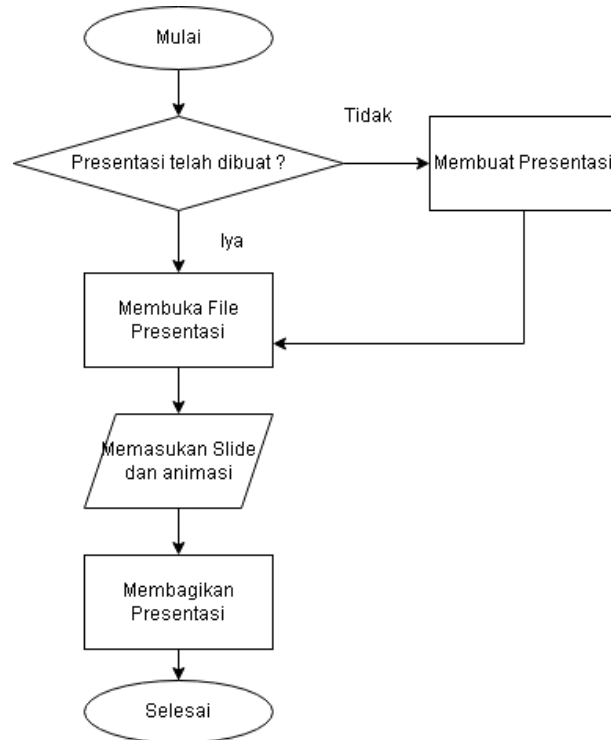 Mulai
Tidak
Presentasi telah dibuat ?
Membuat Presentasi
Iya
Membuka File
Presentasi
Memasukan Slide
dan animasi
Membagikan
Presentasi
Selesai